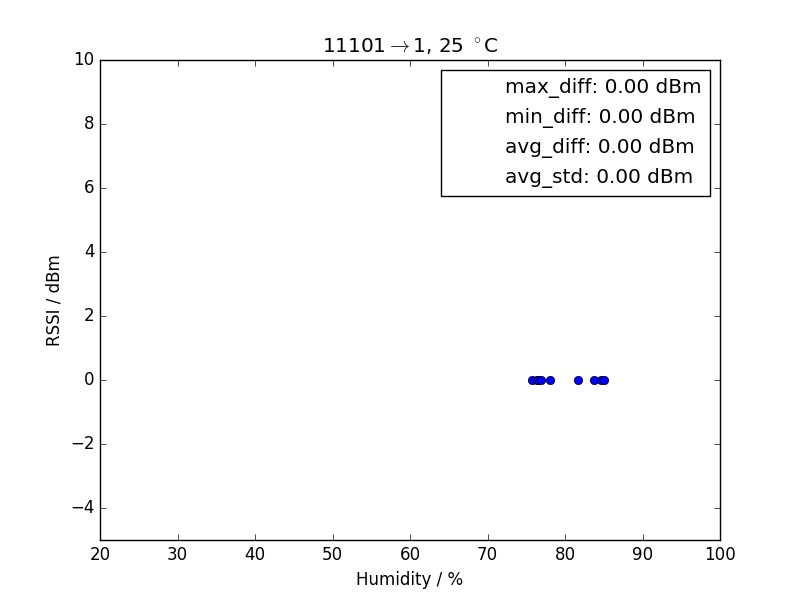 11101→1, 25 °C
10
8
6
4
2
0
−2
−4
RSSI / dBm
max_diff: 0.00 dBm
min_diff: 0.00 dBm
avg_diff: 0.00 dBm
avg_std: 0.00 dBm
20 30 40 50 60 70 80 90 100
Humidity / %